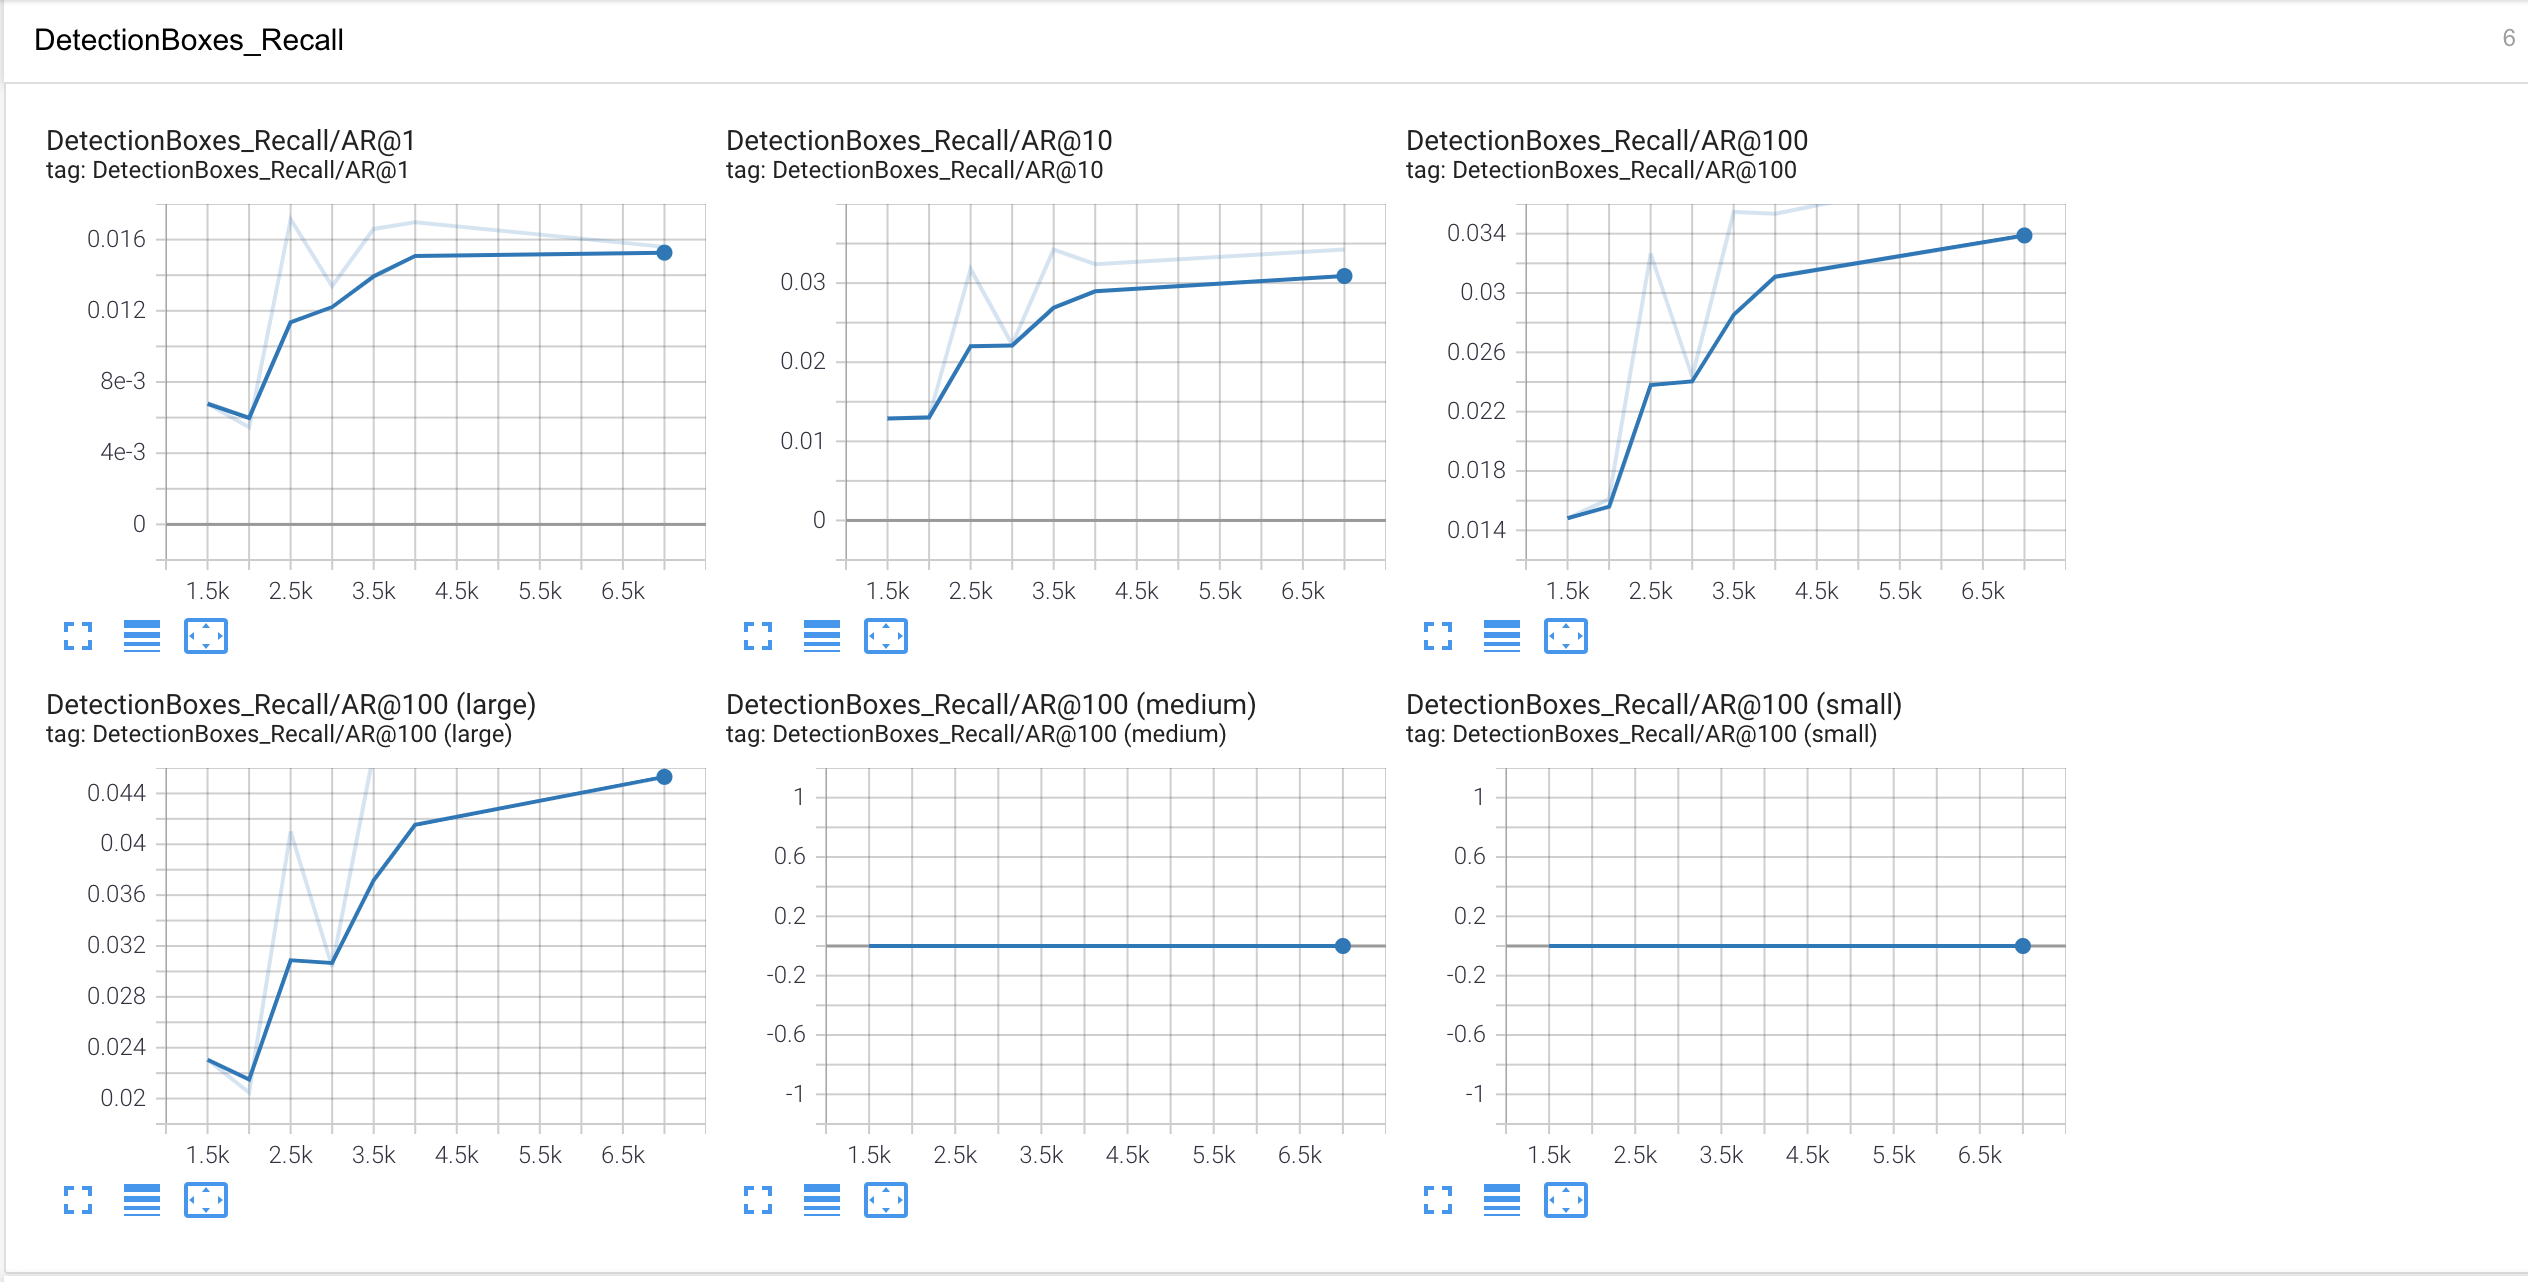 DetectionBoxes_Recall
6
DetectionBoxes_Recall/AR@1
tag: DetectionBoxes_Recall/AR@1
0.016
0.012
8e-3
4e-3
0
1.5k 2.5k 3.5k 4.5k 5.5k 6.5k
DetectionBoxes_Recall/AR@10
tag: DetectionBoxes_Recall/AR@10
0.03
0.02
0.01
0
1.5k 2.5k 3.5k 4.5k 5.5k 6.5k
DetectionBoxes_Recall/AR@100
tag: DetectionBoxes_Recall/AR@100
0.034
0.03
0.026
0.022
0.018
0.014
1.5k 2.5k 3.5k 4.5k 5.5k 6.5k
DetectionBoxes_Recall/AR@100 (large)
tag: DetectionBoxes_Recall/AR@100 (large)
0.044
0.04
0.036
0.032
0.028
0.024
0.02
1.5k 2.5k 3.5k 4.5k 5.5k 6.5k
DetectionBoxes_Recall/AR@100 (medium)
tag: DetectionBoxes_Recall/AR@100 (medium)
1
0.6
0.2
-0.2
-0.6
-1
1.5k 2.5k 3.5k 4.5k 5.5k 6.5k
DetectionBoxes_Recall/AR@100 (small)
tag: DetectionBoxes_Recall/AR@100 (small)
1
0.6
0.2
-0.2
-0.6
-1
1.5k 2.5k 3.5k 4.5k 5.5k 6.5k